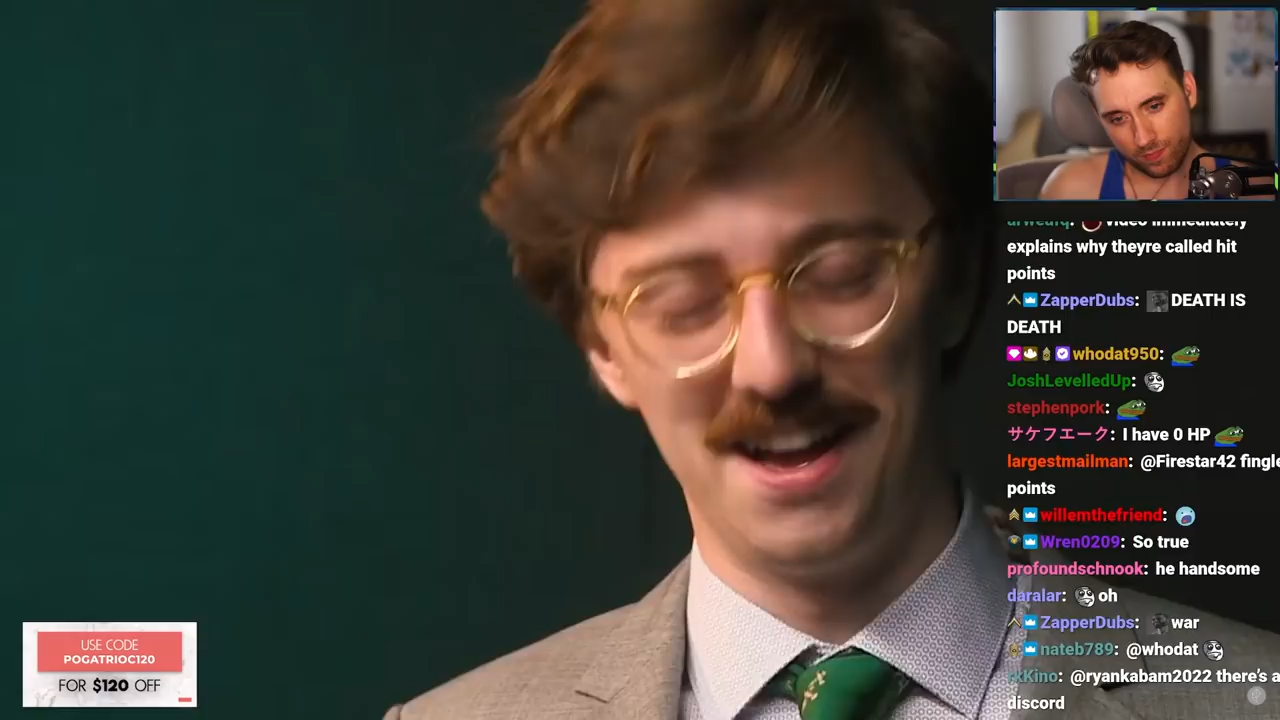 video immediately
explains why theyre called hit
points
ZapperDubs: DEATH IS
DEATH
whodat950:
JoshLevelledUp:
stephenpork:
サケフエーク: I have 0 HP
largestmailman: @Firestar42 fingle
points
willemthefriend:
Wren0209: So true
profoundschnook: he handsome
daralar: oh
ZapperDubs: war
nateb789: @whodat
@ryankabam2022 there's a
discord
USE CODE
POGATRIOC120
FOR $120 OFF